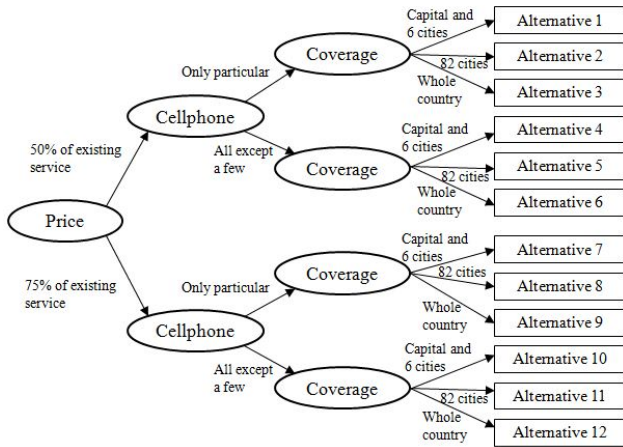 Capital and
6 cities
Alternative 1
Coverage
82 cities
Alternative 2
Only particular
Whole
country
Alternative 3
Cellphone
50% of existing
service
All except
a few
Capital and
6 cities
Alternative 4
Coverage
82 cities
Alternative 5
Whole
country
Alternative 6
Price
75% of existing
service
Capital and
6 cities
Alternative 7
Coverage
82 cities
Alternative 8
Only particular
Whole
country
Alternative 9
Cellphone
All except
a few
Capital and
6 cities
Alternative 10
Coverage
82 cities
Alternative 11
Whole
country
Alternative 12